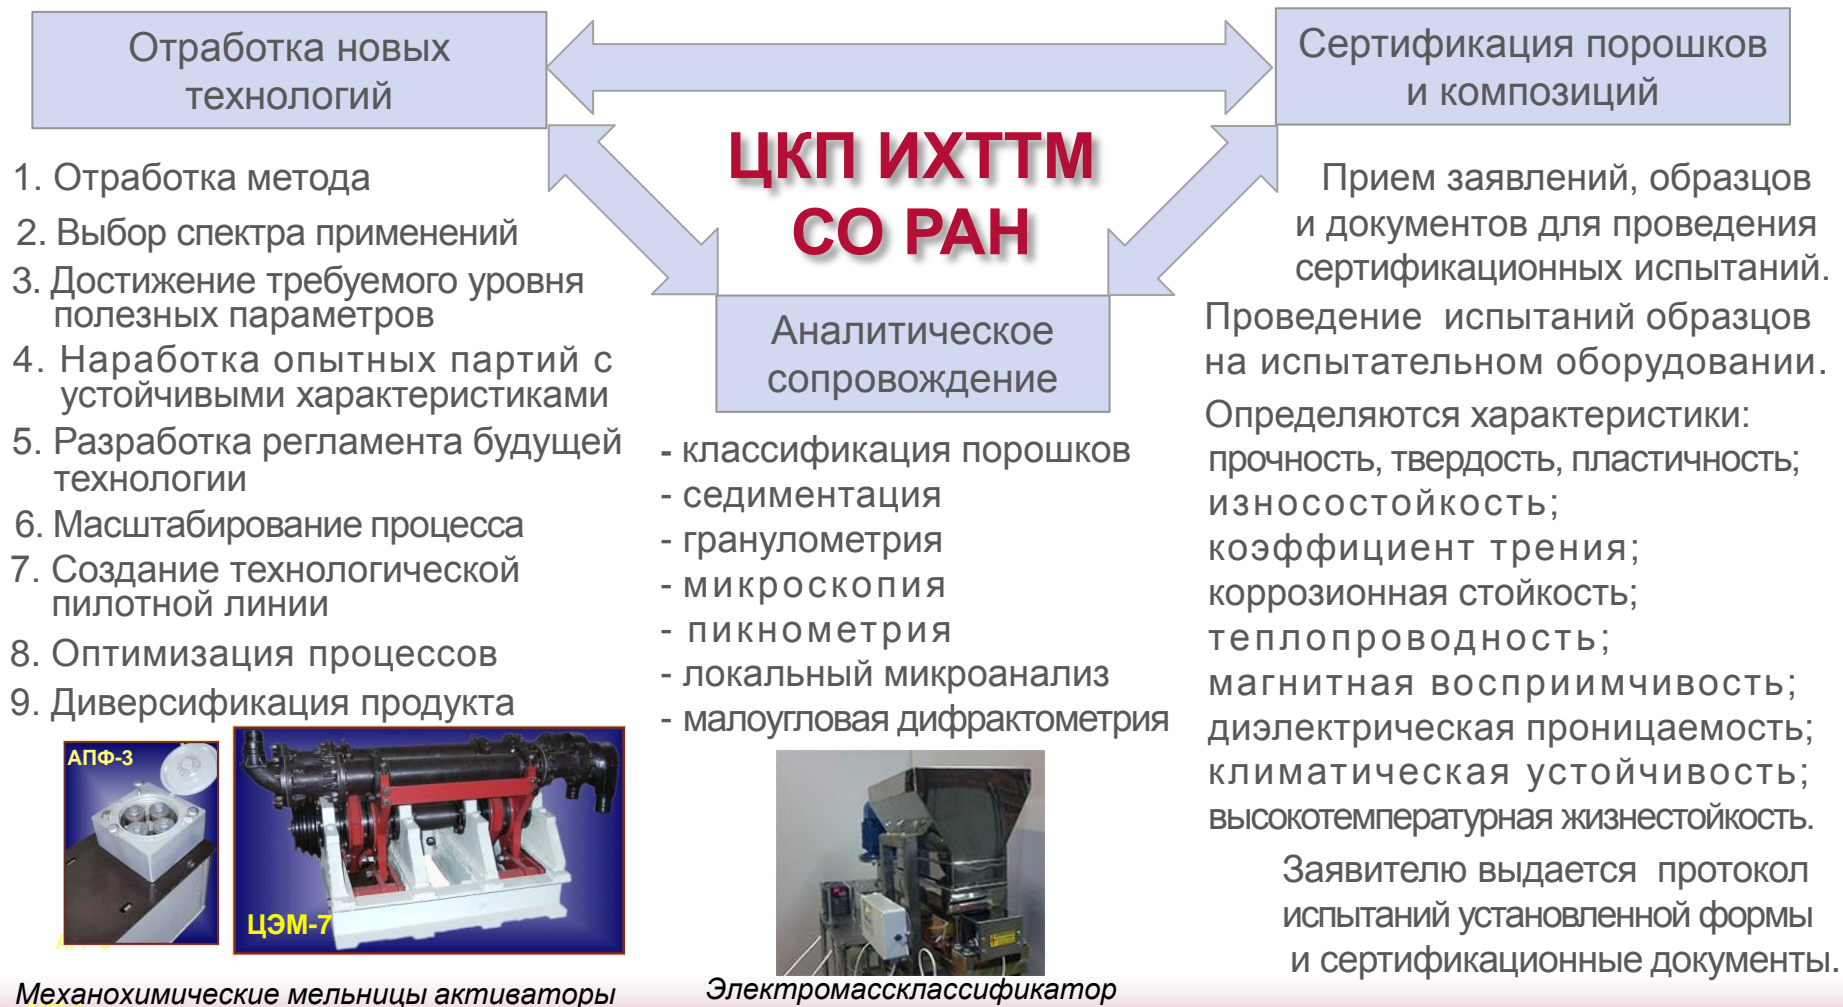 Отработка новых
технологий
Сертификация порошков
и композиций
ЦКП ИХТТМ
СО РАН
Аналитическое
сопровождение
1. Отработка метода
2. Выбор спектра применений
3. Достижение требуемого уровня
полезных параметров
4. Наработка опытных партий с
устойчивыми характеристиками
5. Разработка регламента будущей
технологии
6. Масштабирование процесса
7. Создание технологической
пилотной линии
8. Оптимизация процессов
9. Диверсификация продукта
АПФ-3
ЦЭМ-7
Механохимические мельницы активаторы
- классификация порошков
- седиментация
- гранулометрия
- микроскопия
- пикнометрия
- локальный микроанализ
- малоугловая дифрактометрия
Электромассклассификатор
Прием заявлений, образцов
и документов для проведения
сертификационных испытаний.
Проведение испытаний образцов
на испытательном оборудовании.
Определяются характеристики:
прочность, твердость, пластичность;
износостойкость;
коэффициент трения;
коррозионная стойкость;
теплопроводность;
магнитная восприимчивость;
диэлектрическая проницаемость;
климатическая устойчивость;
высокотемпературная жизнестойкость.
Заявителю выдается протокол
испытаний установленной формы
и сертификационные документы.